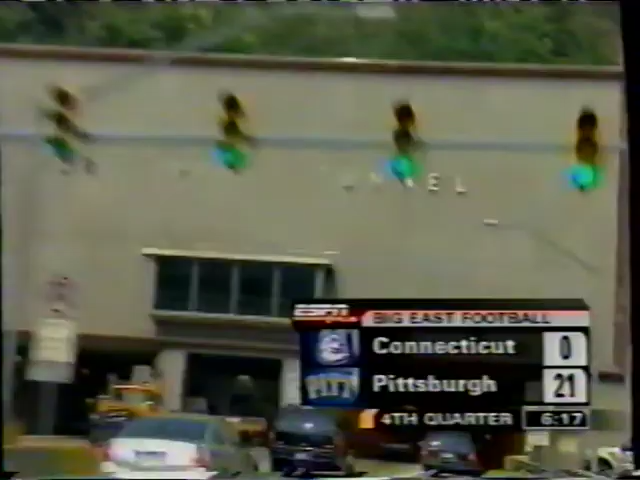 ESPN
BIG EAST FOOTBALL
Connecticut 0
PITT Pittsburgh 21
4TH QUARTER 6:17